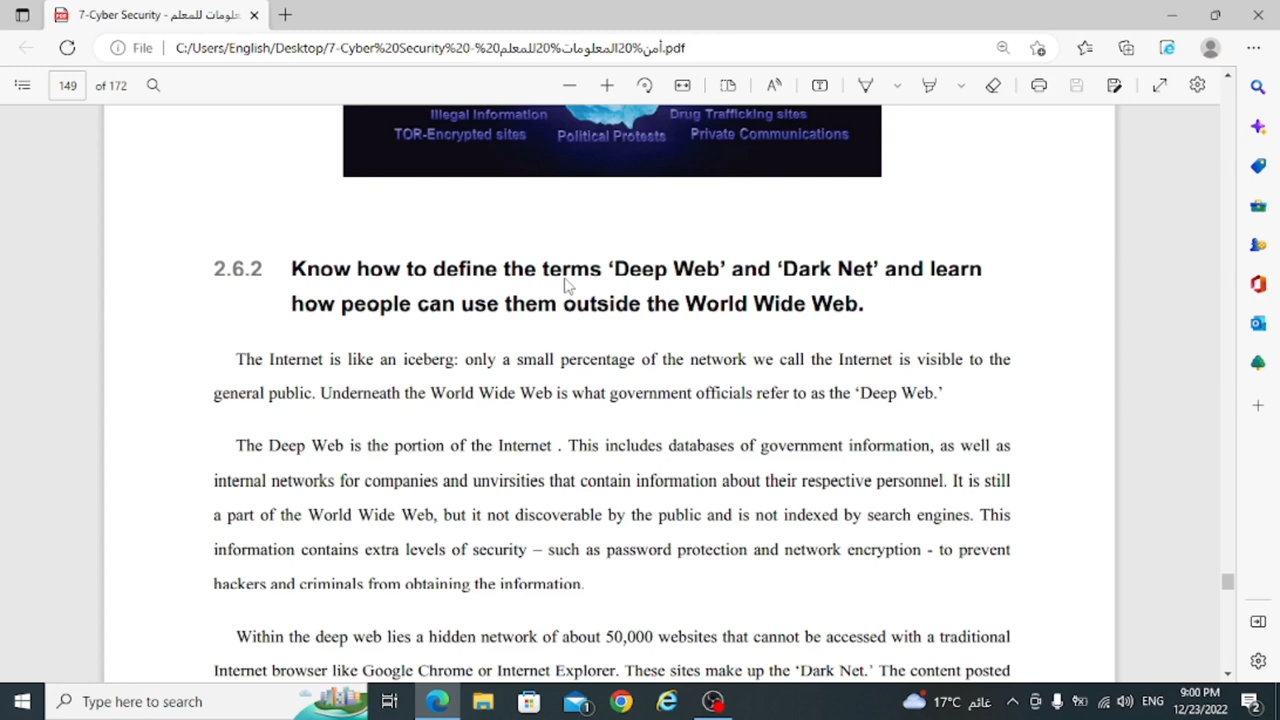 7-Cyber Security - أمن المعلومات للمعلم
File
C:/Users/English/Desktop/7-Cyber%20Security%20-%20أمن%20المعلومات%20للمعلم.pdf
149 of 172
Illegal Information
Drug Trafficking sites
TOR-Encrypted sites
Political Protests
Private Communications
2.6.2 Know how to define the terms ‘Deep Web’ and ‘Dark Net’ and learn
how people can use them outside the World Wide Web.
The Internet is like an iceberg: only a small percentage of the network we call the Internet is visible to the
general public. Underneath the World Wide Web is what government officials refer to as the ‘Deep Web.’
The Deep Web is the portion of the Internet . This includes databases of government information, as well as
internal networks for companies and unvirsities that contain information about their respective personnel. It is still
a part of the World Wide Web, but it not discoverable by the public and is not indexed by search engines. This
information contains extra levels of security – such as password protection and network encryption - to prevent
hackers and criminals from obtaining the information.
Within the deep web lies a hidden network of about 50,000 websites that cannot be accessed with a traditional
Internet browser like Google Chrome or Internet Explorer. These sites make up the ‘Dark Net.’ The content posted
Type here to search
1
17°C غائم
ENG
9:00 PM
12/23/2022
2